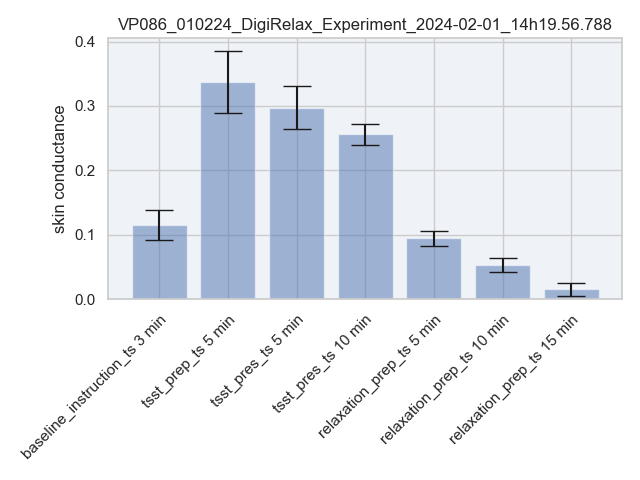 VP086_010224_DigiRelax_Experiment_2024-02-01_14h19.56.788
skin conductance
0.4
0.3
0.2
0.1
0.0
baseline_instruction_ts 3 min
tsst_prep_ts 5 min
tsst_pres_ts 5 min
tsst_pres_ts 10 min
relaxation_prep_ts 5 min
relaxation_prep_ts 10 min
relaxation_prep_ts 15 min